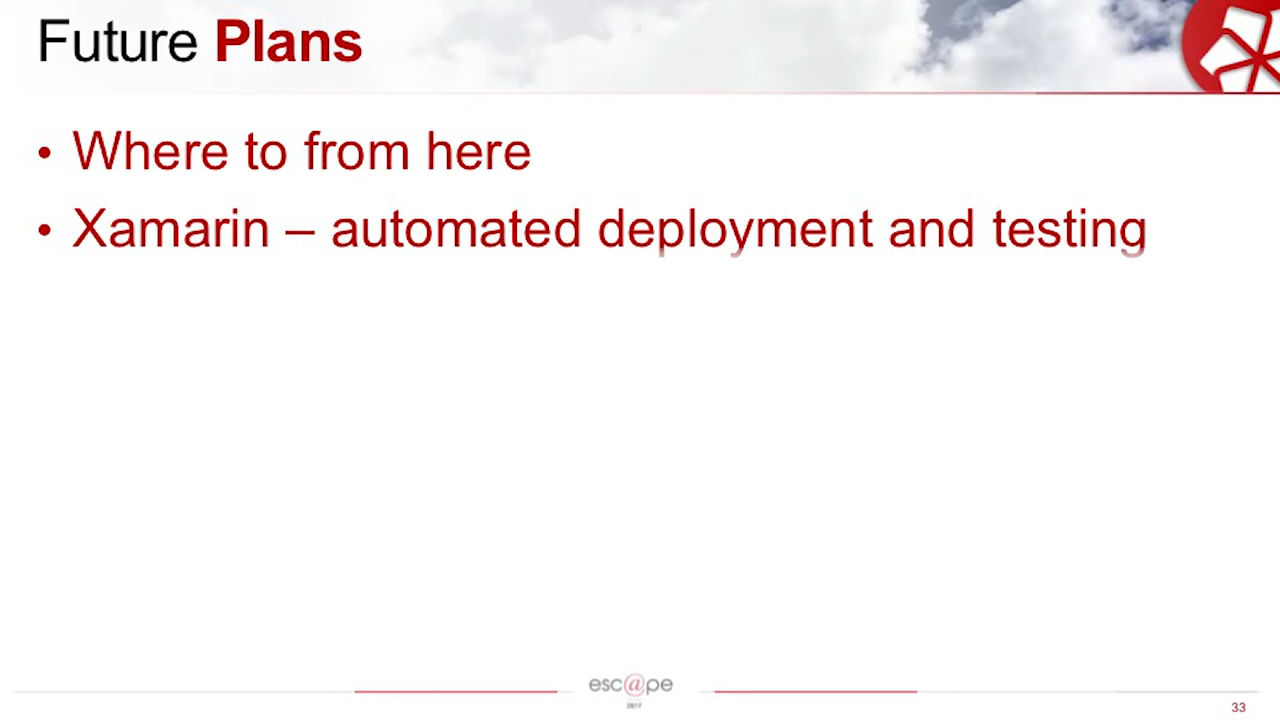 Future Plans
• Where to from here
• Xamarin – automated deployment and testing
esc@pe
2017
33